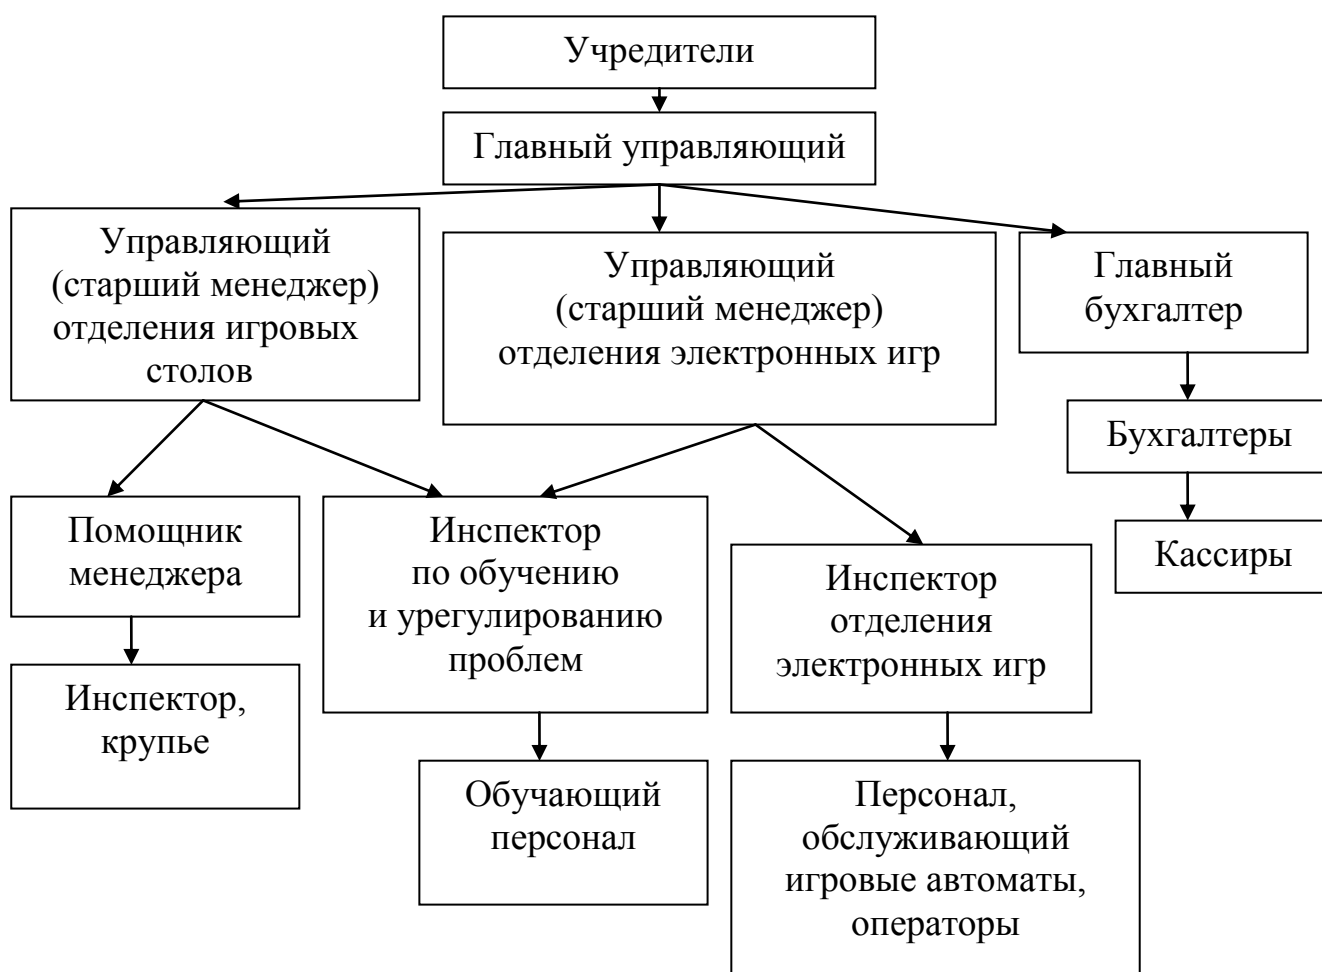 Учредители
Главный управляющий
Управляющий
(старший менеджер)
отделения игровых
столов
Управляющий
(старший менеджер)
отделения электронных игр
Главный
бухгалтер
Бухгалтеры
Кассиры
Помощник
менеджера
Инспектор
по обучению
и урегулированию
проблем
Инспектор
отделения
электронных игр
Инспектор,
крупье
Обучающий
персонал
Персонал,
обслуживающий
игровые автоматы,
операторы